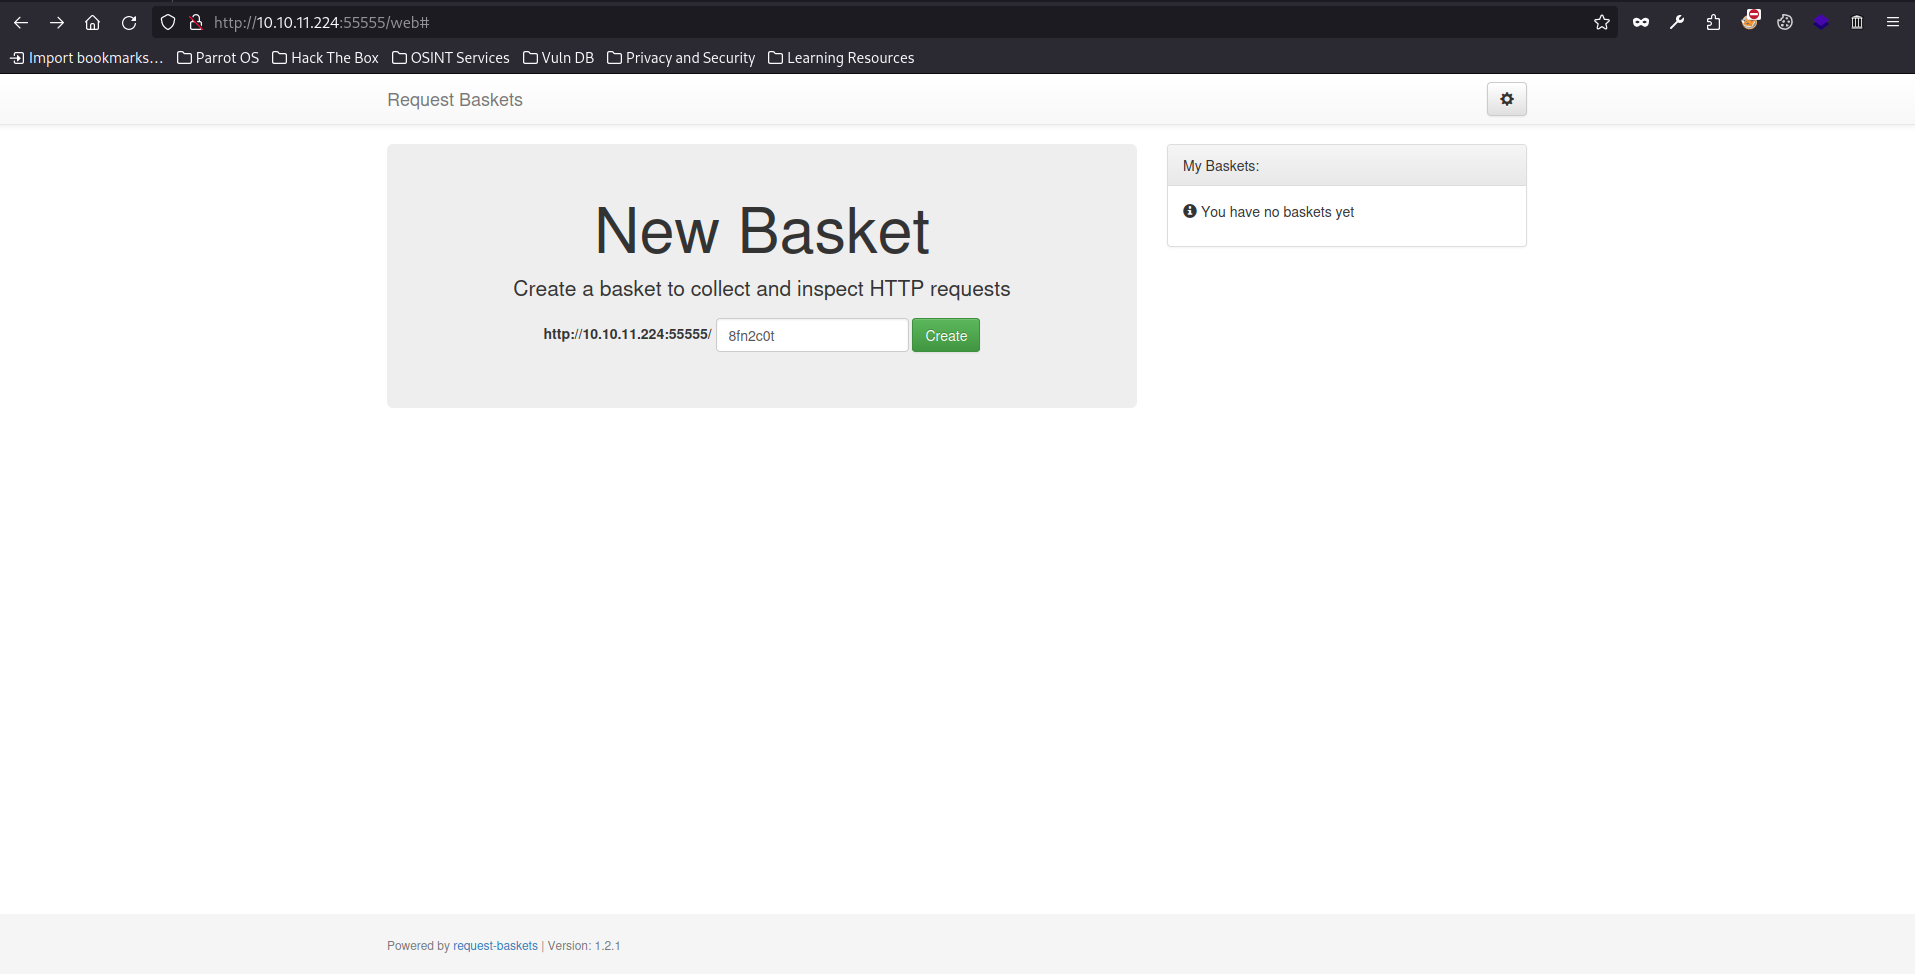 http://10.10.11.224:55555/web#
Import bookmarks... Parrot OS Hack The Box OSINT Services Vuln DB Privacy and Security Learning Resources
Request Baskets
New Basket
Create a basket to collect and inspect HTTP requests
http://10.10.11.224:55555/ 8fn2c0t Create
My Baskets:
You have no baskets yet
Powered by request-baskets | Version: 1.2.1